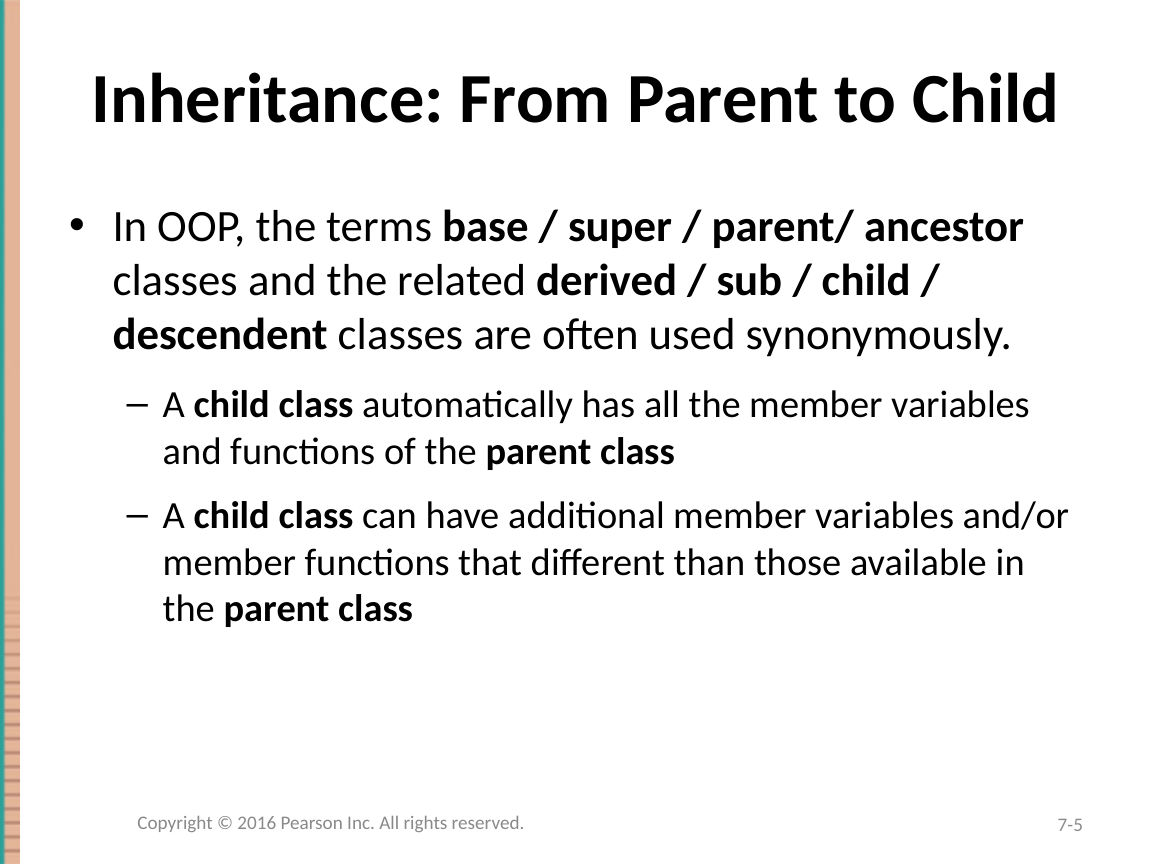 Inheritance: From Parent to Child
• In OOP, the terms base / super / parent/ ancestor
classes and the related derived / sub / child /
descendent classes are often used synonymously.
– A child class automatically has all the member variables
and functions of the parent class
– A child class can have additional member variables and/or
member functions that different than those available in
the parent class
Copyright © 2016 Pearson Inc. All rights reserved.
7-5